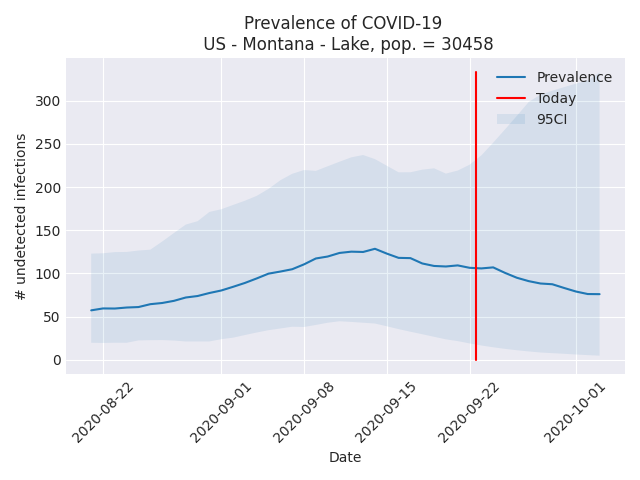 Prevalence of COVID-19
US - Montana - Lake, pop. = 30458
Prevalence
Today
95CI
# undetected infections
300
250
200
150
100
50
0
2020-08-22
2020-09-01
2020-09-08
2020-09-15
2020-09-22
2020-10-01
Date